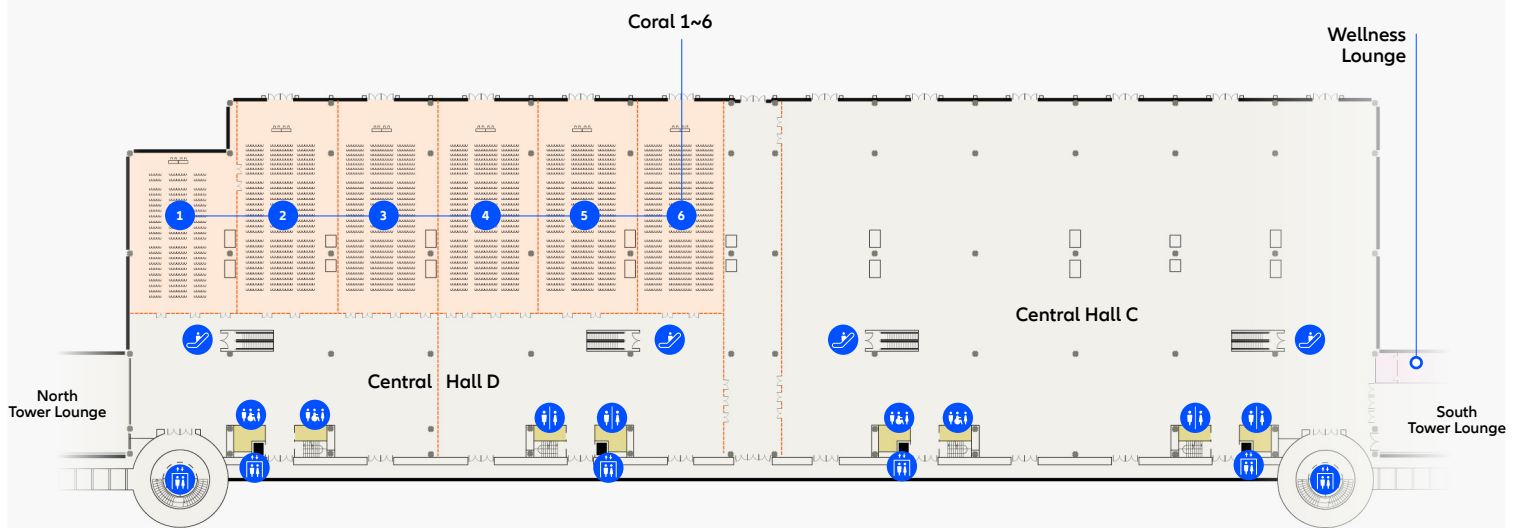 Coral 1~6
Wellness
Lounge
1
2
3
4
5
6
Central Hall C
Central Hall D
North
Tower Lounge
South
Tower Lounge